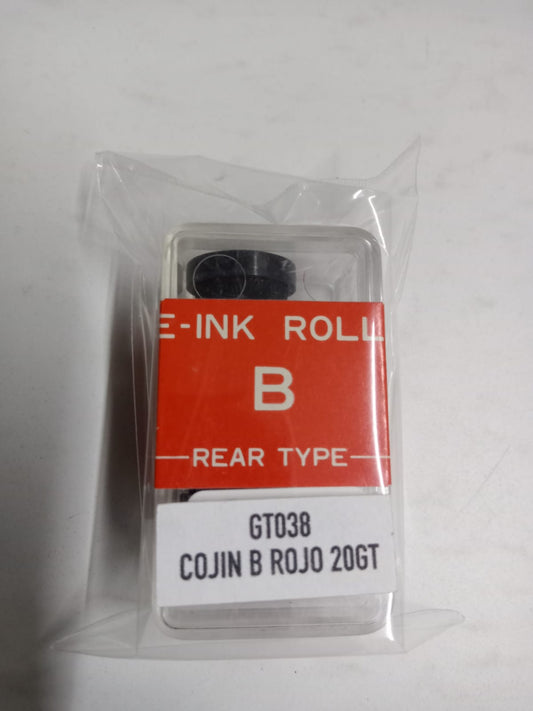 E-INK ROLL
B
REAR TYPE
GT038
COJIN B ROJO 20GT